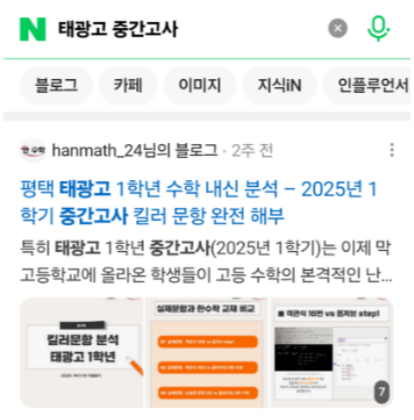 N 태광고 중간고사
블로그 카페 이미지 지식iN 인플루언서
hanmath_24님의 블로그 · 2주 전
평택 태광고 1학년 수학 내신 분석 – 2025년 1
학기 중간고사 킬러 문항 완전 해부
특히 태광고 1학년 중간고사(2025년 1학기)는 이제 막
고등학교에 올라온 학생들이 고등 수학의 본격적인 난...
킬러문항 분석
태광고 1학년
실제문항과 한수학 교재 비교
■ 객관식 18번 vs 풀저브 step1
7